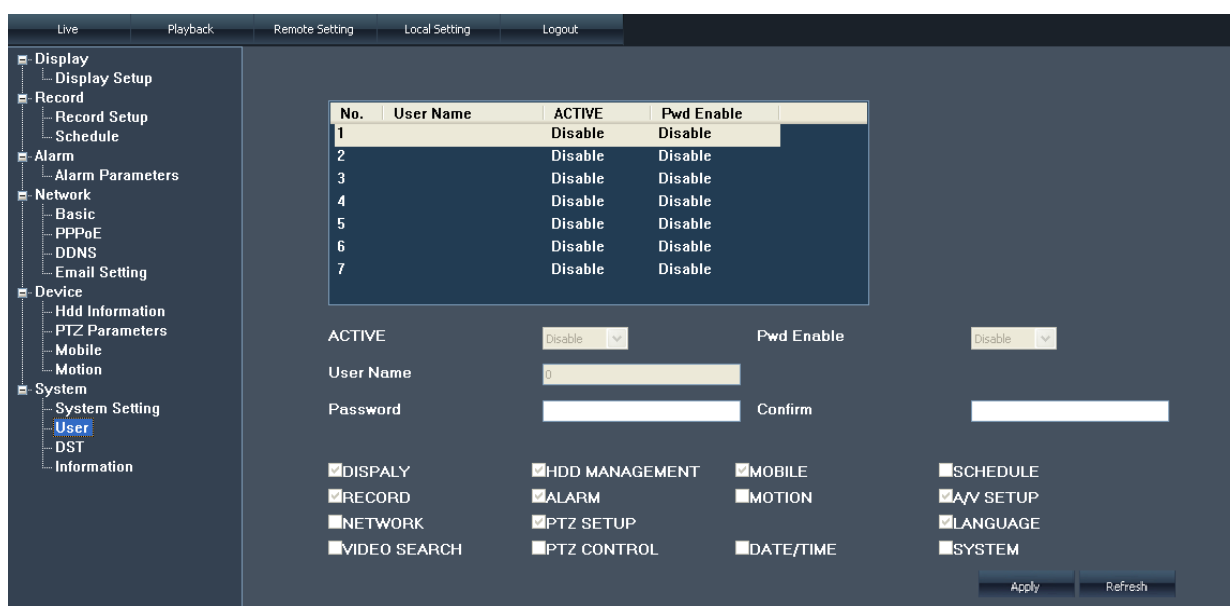 Live Playback Remote Setting Local Setting Logout
Display
Display Setup
Record
Record Setup
Schedule
Alarm
Alarm Parameters
Network
Basic
PPPoE
DDNS
Email Setting
Device
Hdd Information
PTZ Parameters
Mobile
Motion
System
System Setting
User
DST
Information
No. User Name ACTIVE Pwd Enable
1 Disable Disable
2 Disable Disable
3 Disable Disable
4 Disable Disable
5 Disable Disable
6 Disable Disable
7 Disable Disable
ACTIVE Disable Pwd Enable Disable
User Name 0
Password Confirm
DISPALY HDD MANAGEMENT MOBILE SCHEDULE
RECORD ALARM MOTION A/V SETUP
NETWORK PTZ SETUP LANGUAGE
VIDEO SEARCH PTZ CONTROL DATE/TIME SYSTEM
Apply Refresh